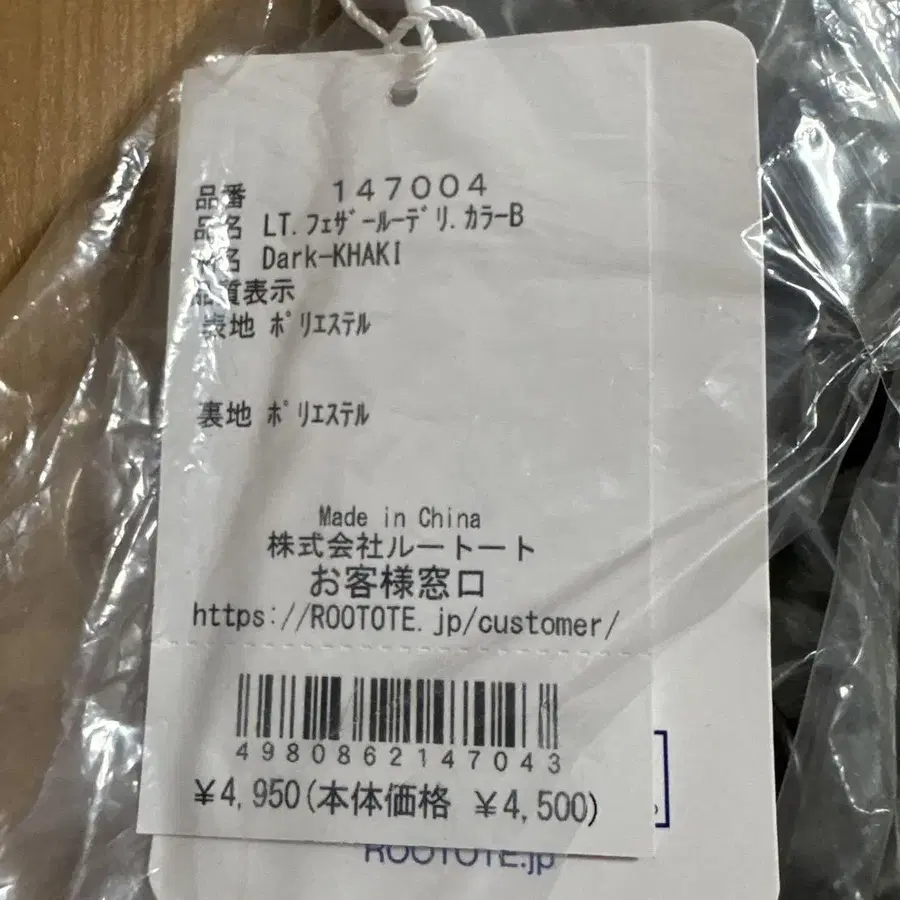 品番 147004
品名 LT.フェザールーデリ.カラーB
柄名 Dark-KHAKI
品質表示
表地 ポリエステル
裏地 ポリエステル
Made in China
株式会社ルートート
お客様窓口
https://ROOTOTE.jp/customer/
4980862147043
¥4,950(本体価格 ¥4,500)
ROOTOTE.jp